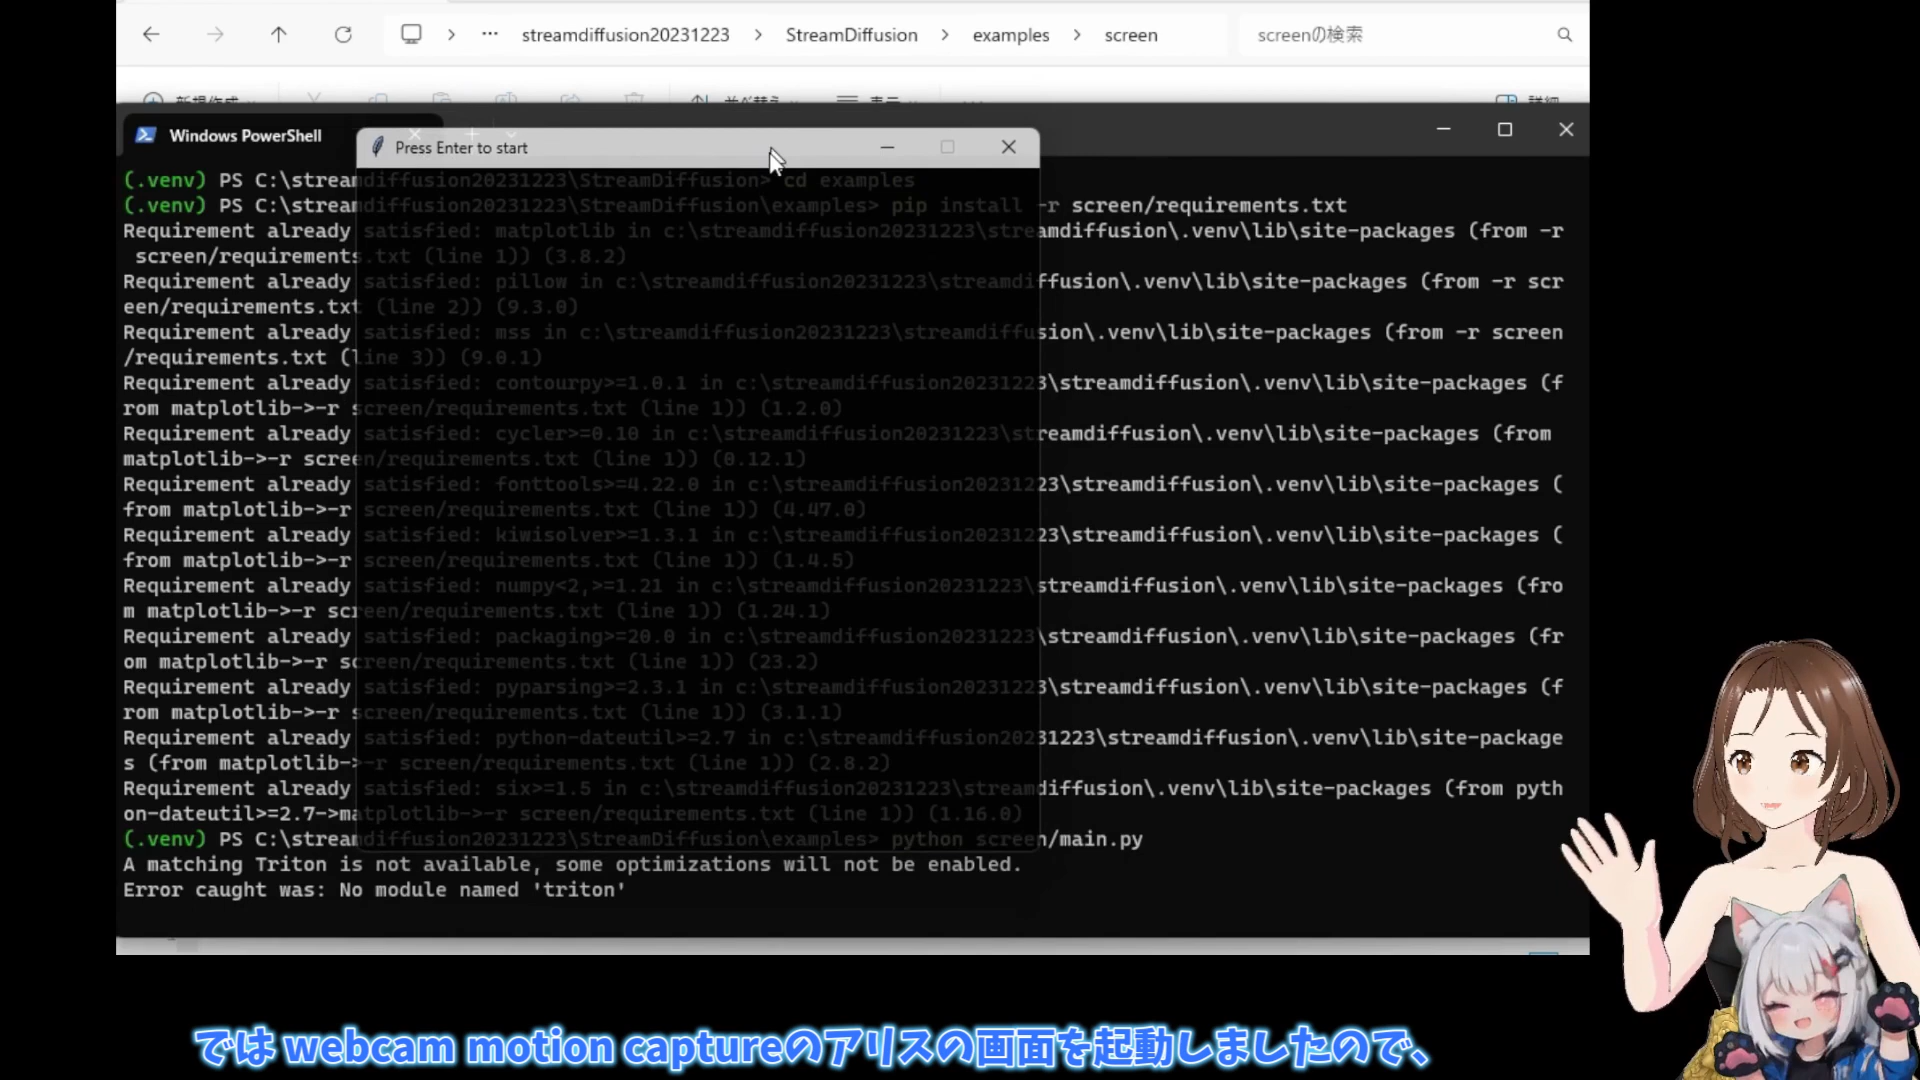 streamdiffusion20231223 > StreamDiffusion > examples > screen
screenの検索
新規作成
並べ替え
表示
詳細
Windows PowerShell
Press Enter to start
(.venv) PS C:\streamdiffusion20231223\StreamDiffusion> cd examples
(.venv) PS C:\streamdiffusion20231223\StreamDiffusion\examples> pip install -r screen/requirements.txt
Requirement already satisfied: matplotlib in c:\streamdiffusion20231223\streamdiffusion\.venv\lib\site-packages (from -r
screen/requirements.txt (line 1)) (3.8.2)
Requirement already satisfied: pillow in c:\streamdiffusion20231223\streamdiffusion\.venv\lib\site-packages (from -r scr
een/requirements.txt (line 2)) (9.3.0)
Requirement already satisfied: mss in c:\streamdiffusion20231223\streamdiffusion\.venv\lib\site-packages (from -r screen
/requirements.txt (line 3)) (9.0.1)
Requirement already satisfied: contourpy>=1.0.1 in c:\streamdiffusion20231223\streamdiffusion\.venv\lib\site-packages (f
rom matplotlib->-r screen/requirements.txt (line 1)) (1.2.0)
Requirement already satisfied: cycler>=0.10 in c:\streamdiffusion20231223\streamdiffusion\.venv\lib\site-packages (from
matplotlib->-r screen/requirements.txt (line 1)) (0.12.1)
Requirement already satisfied: fonttools>=4.22.0 in c:\streamdiffusion20231223\streamdiffusion\.venv\lib\site-packages (
from matplotlib->-r screen/requirements.txt (line 1)) (4.47.0)
Requirement already satisfied: kiwisolver>=1.3.1 in c:\streamdiffusion20231223\streamdiffusion\.venv\lib\site-packages (
from matplotlib->-r screen/requirements.txt (line 1)) (1.4.5)
Requirement already satisfied: numpy<2,>=1.21 in c:\streamdiffusion20231223\streamdiffusion\.venv\lib\site-packages (fro
m matplotlib->-r screen/requirements.txt (line 1)) (1.24.1)
Requirement already satisfied: packaging>=20.0 in c:\streamdiffusion20231223\streamdiffusion\.venv\lib\site-packages (fr
om matplotlib->-r screen/requirements.txt (line 1)) (23.2)
Requirement already satisfied: pyparsing>=2.3.1 in c:\streamdiffusion20231223\streamdiffusion\.venv\lib\site-packages (f
rom matplotlib->-r screen/requirements.txt (line 1)) (3.1.1)
Requirement already satisfied: python-dateutil>=2.7 in c:\streamdiffusion20231223\streamdiffusion\.venv\lib\site-package
s (from matplotlib->-r screen/requirements.txt (line 1)) (2.8.2)
Requirement already satisfied: six>=1.5 in c:\streamdiffusion20231223\streamdiffusion\.venv\lib\site-packages (from pyth
on-dateutil>=2.7->matplotlib->-r screen/requirements.txt (line 1)) (1.16.0)
(.venv) PS C:\streamdiffusion20231223\StreamDiffusion\examples> python screen/main.py
A matching Triton is not available, some optimizations will not be enabled.
Error caught was: No module named 'triton'
では webcam motion captureのアリスの画面を起動しましたので、